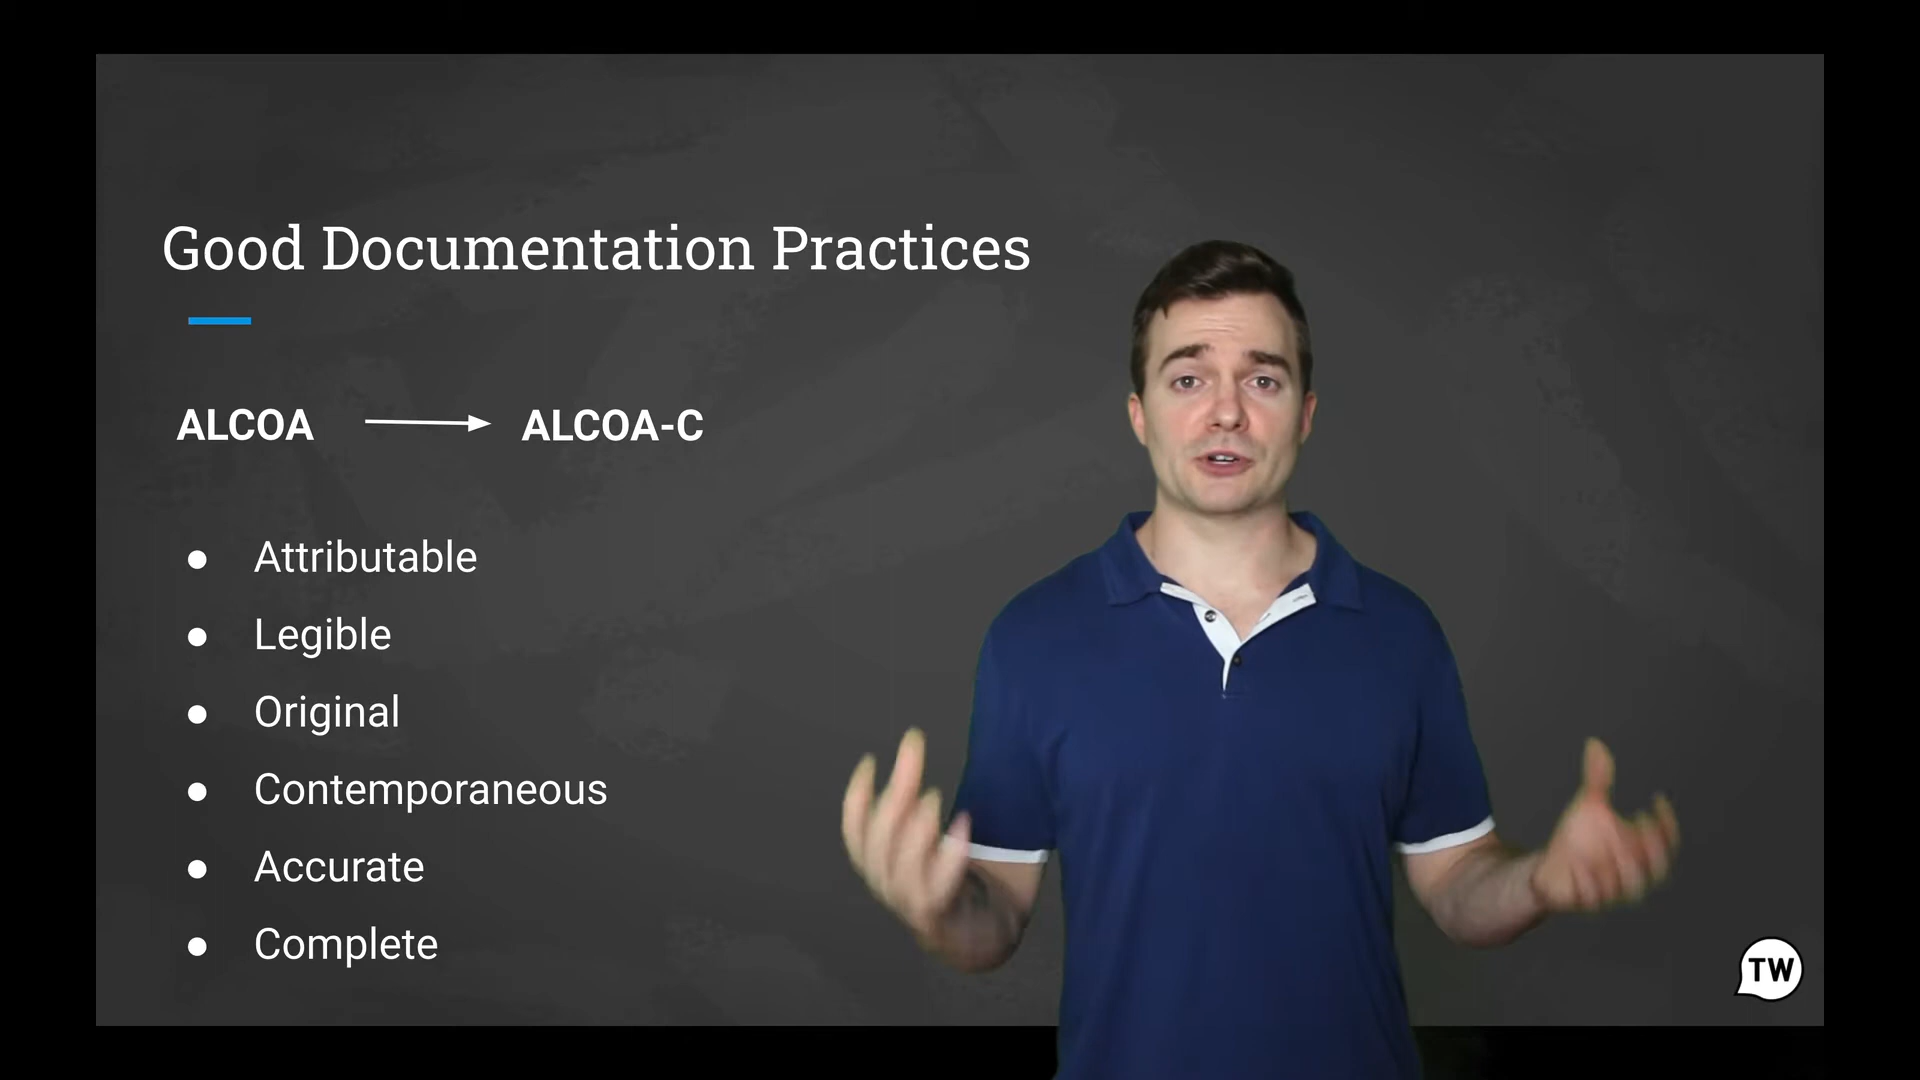 Good Documentation Practices
ALCOA
ALCOA-C
● Attributable
● Legible
● Original
● Contemporaneous
● Accurate
● Complete
TW